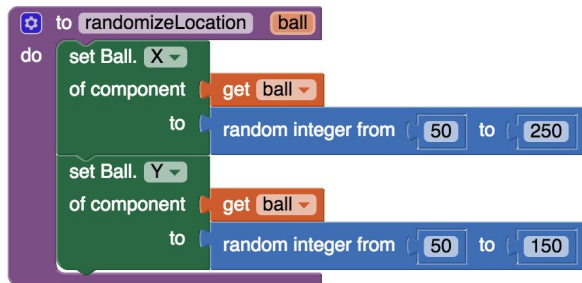 to randomizeLocation ball
do set Ball. X
of component get ball
to random integer from 50 to 250
set Ball. Y
of component get ball
to random integer from 50 to 150